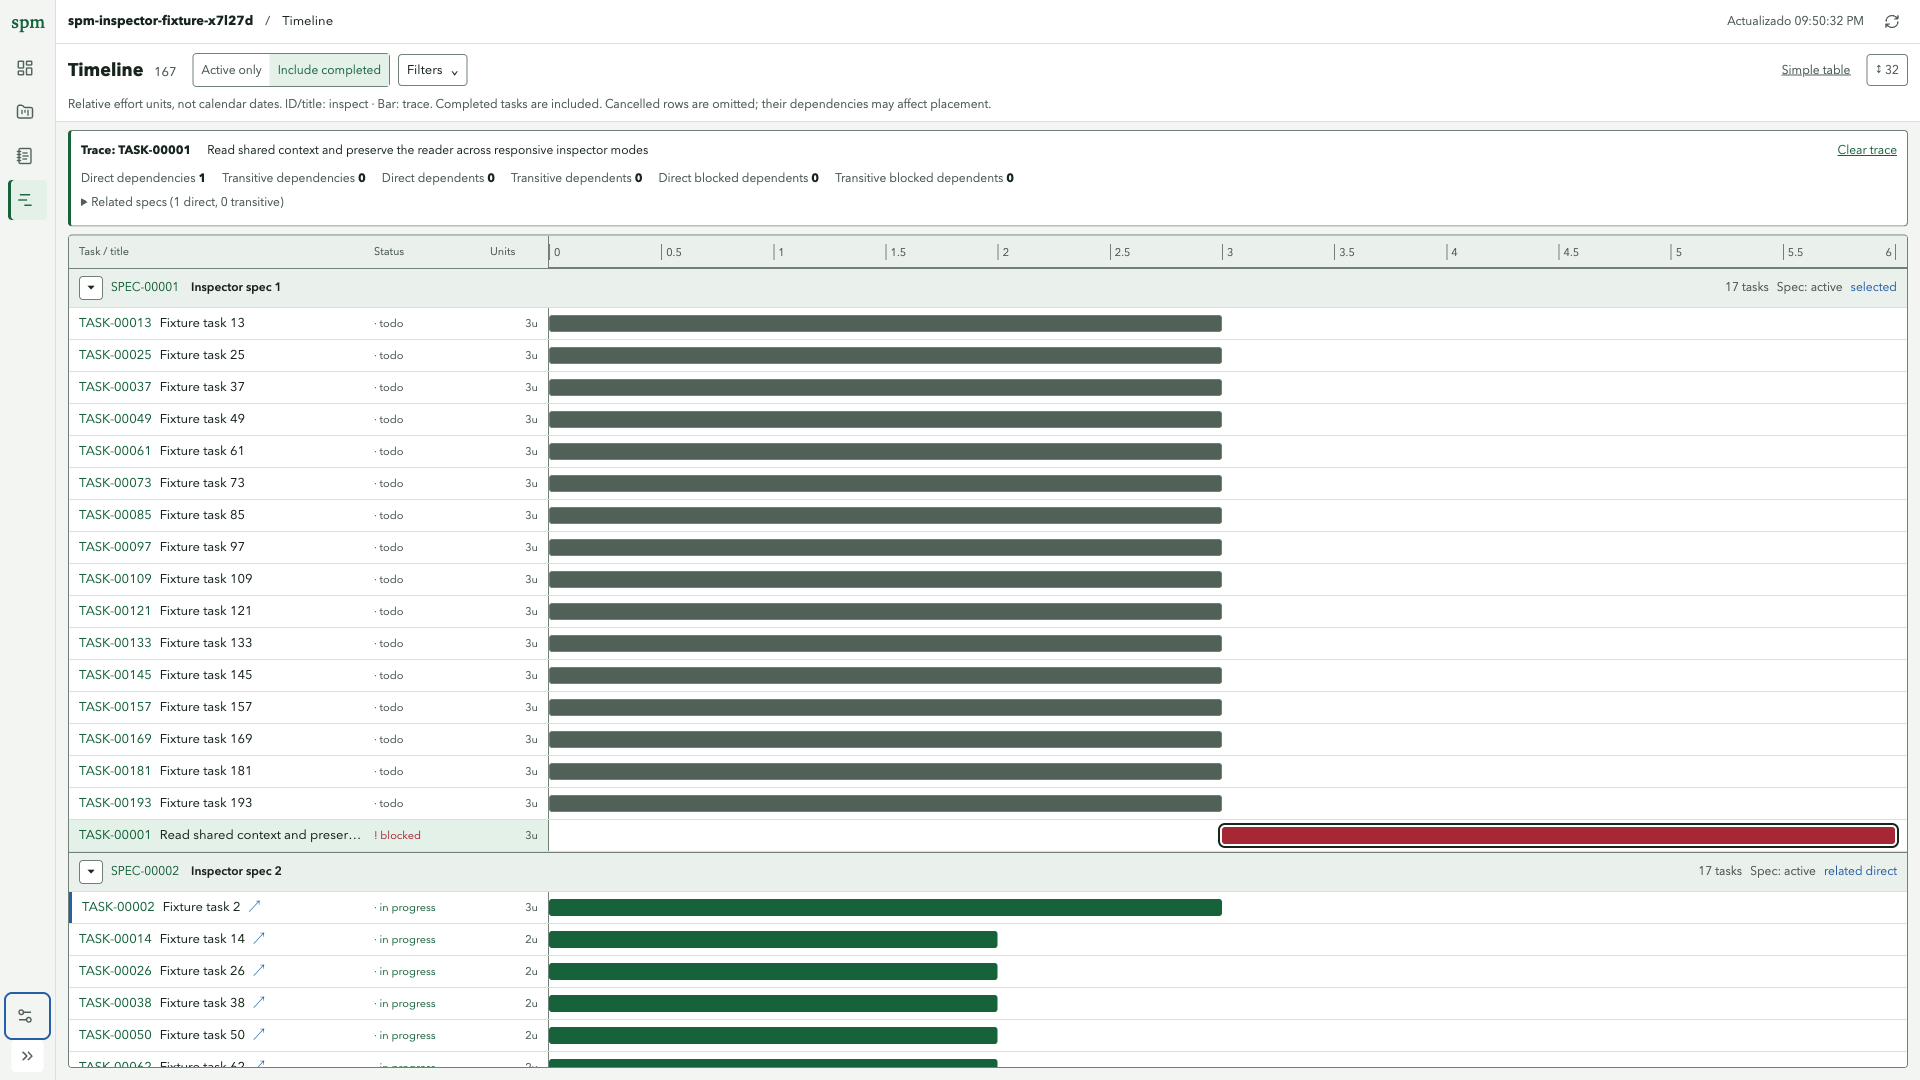 spm
spm-inspector-fixture-x7l27d / Timeline
Actualizado 09:50:32 PM
Timeline 167 Active only Include completed Filters
Simple table ↕ 32
Relative effort units, not calendar dates. ID/title: inspect · Bar: trace. Completed tasks are included. Cancelled rows are omitted; their dependencies may affect placement.
Trace: TASK-00001 Read shared context and preserve the reader across responsive inspector modes Clear trace
Direct dependencies 1 Transitive dependencies 0 Direct dependents 0 Transitive dependents 0 Direct blocked dependents 0 Transitive blocked dependents 0
Related specs (1 direct, 0 transitive)
Task / title Status Units 0 0.5 1 1.5 2 2.5 3 3.5 4 4.5 5 5.5 6
SPEC-00001 Inspector spec 1 17 tasks Spec: active selected
TASK-00013 Fixture task 13 · todo 3u
TASK-00025 Fixture task 25 · todo 3u
TASK-00037 Fixture task 37 · todo 3u
TASK-00049 Fixture task 49 · todo 3u
TASK-00061 Fixture task 61 · todo 3u
TASK-00073 Fixture task 73 · todo 3u
TASK-00085 Fixture task 85 · todo 3u
TASK-00097 Fixture task 97 · todo 3u
TASK-00109 Fixture task 109 · todo 3u
TASK-00121 Fixture task 121 · todo 3u
TASK-00133 Fixture task 133 · todo 3u
TASK-00145 Fixture task 145 · todo 3u
TASK-00157 Fixture task 157 · todo 3u
TASK-00169 Fixture task 169 · todo 3u
TASK-00181 Fixture task 181 · todo 3u
TASK-00193 Fixture task 193 · todo 3u
TASK-00001 Read shared context and preser… ! blocked 3u
SPEC-00002 Inspector spec 2 17 tasks Spec: active related direct
TASK-00002 Fixture task 2 · in progress 3u
TASK-00014 Fixture task 14 · in progress 2u
TASK-00026 Fixture task 26 · in progress 2u
TASK-00038 Fixture task 38 · in progress 2u
TASK-00050 Fixture task 50 · in progress 2u
TASK-00062 Fixture task 62 · in progress 2u